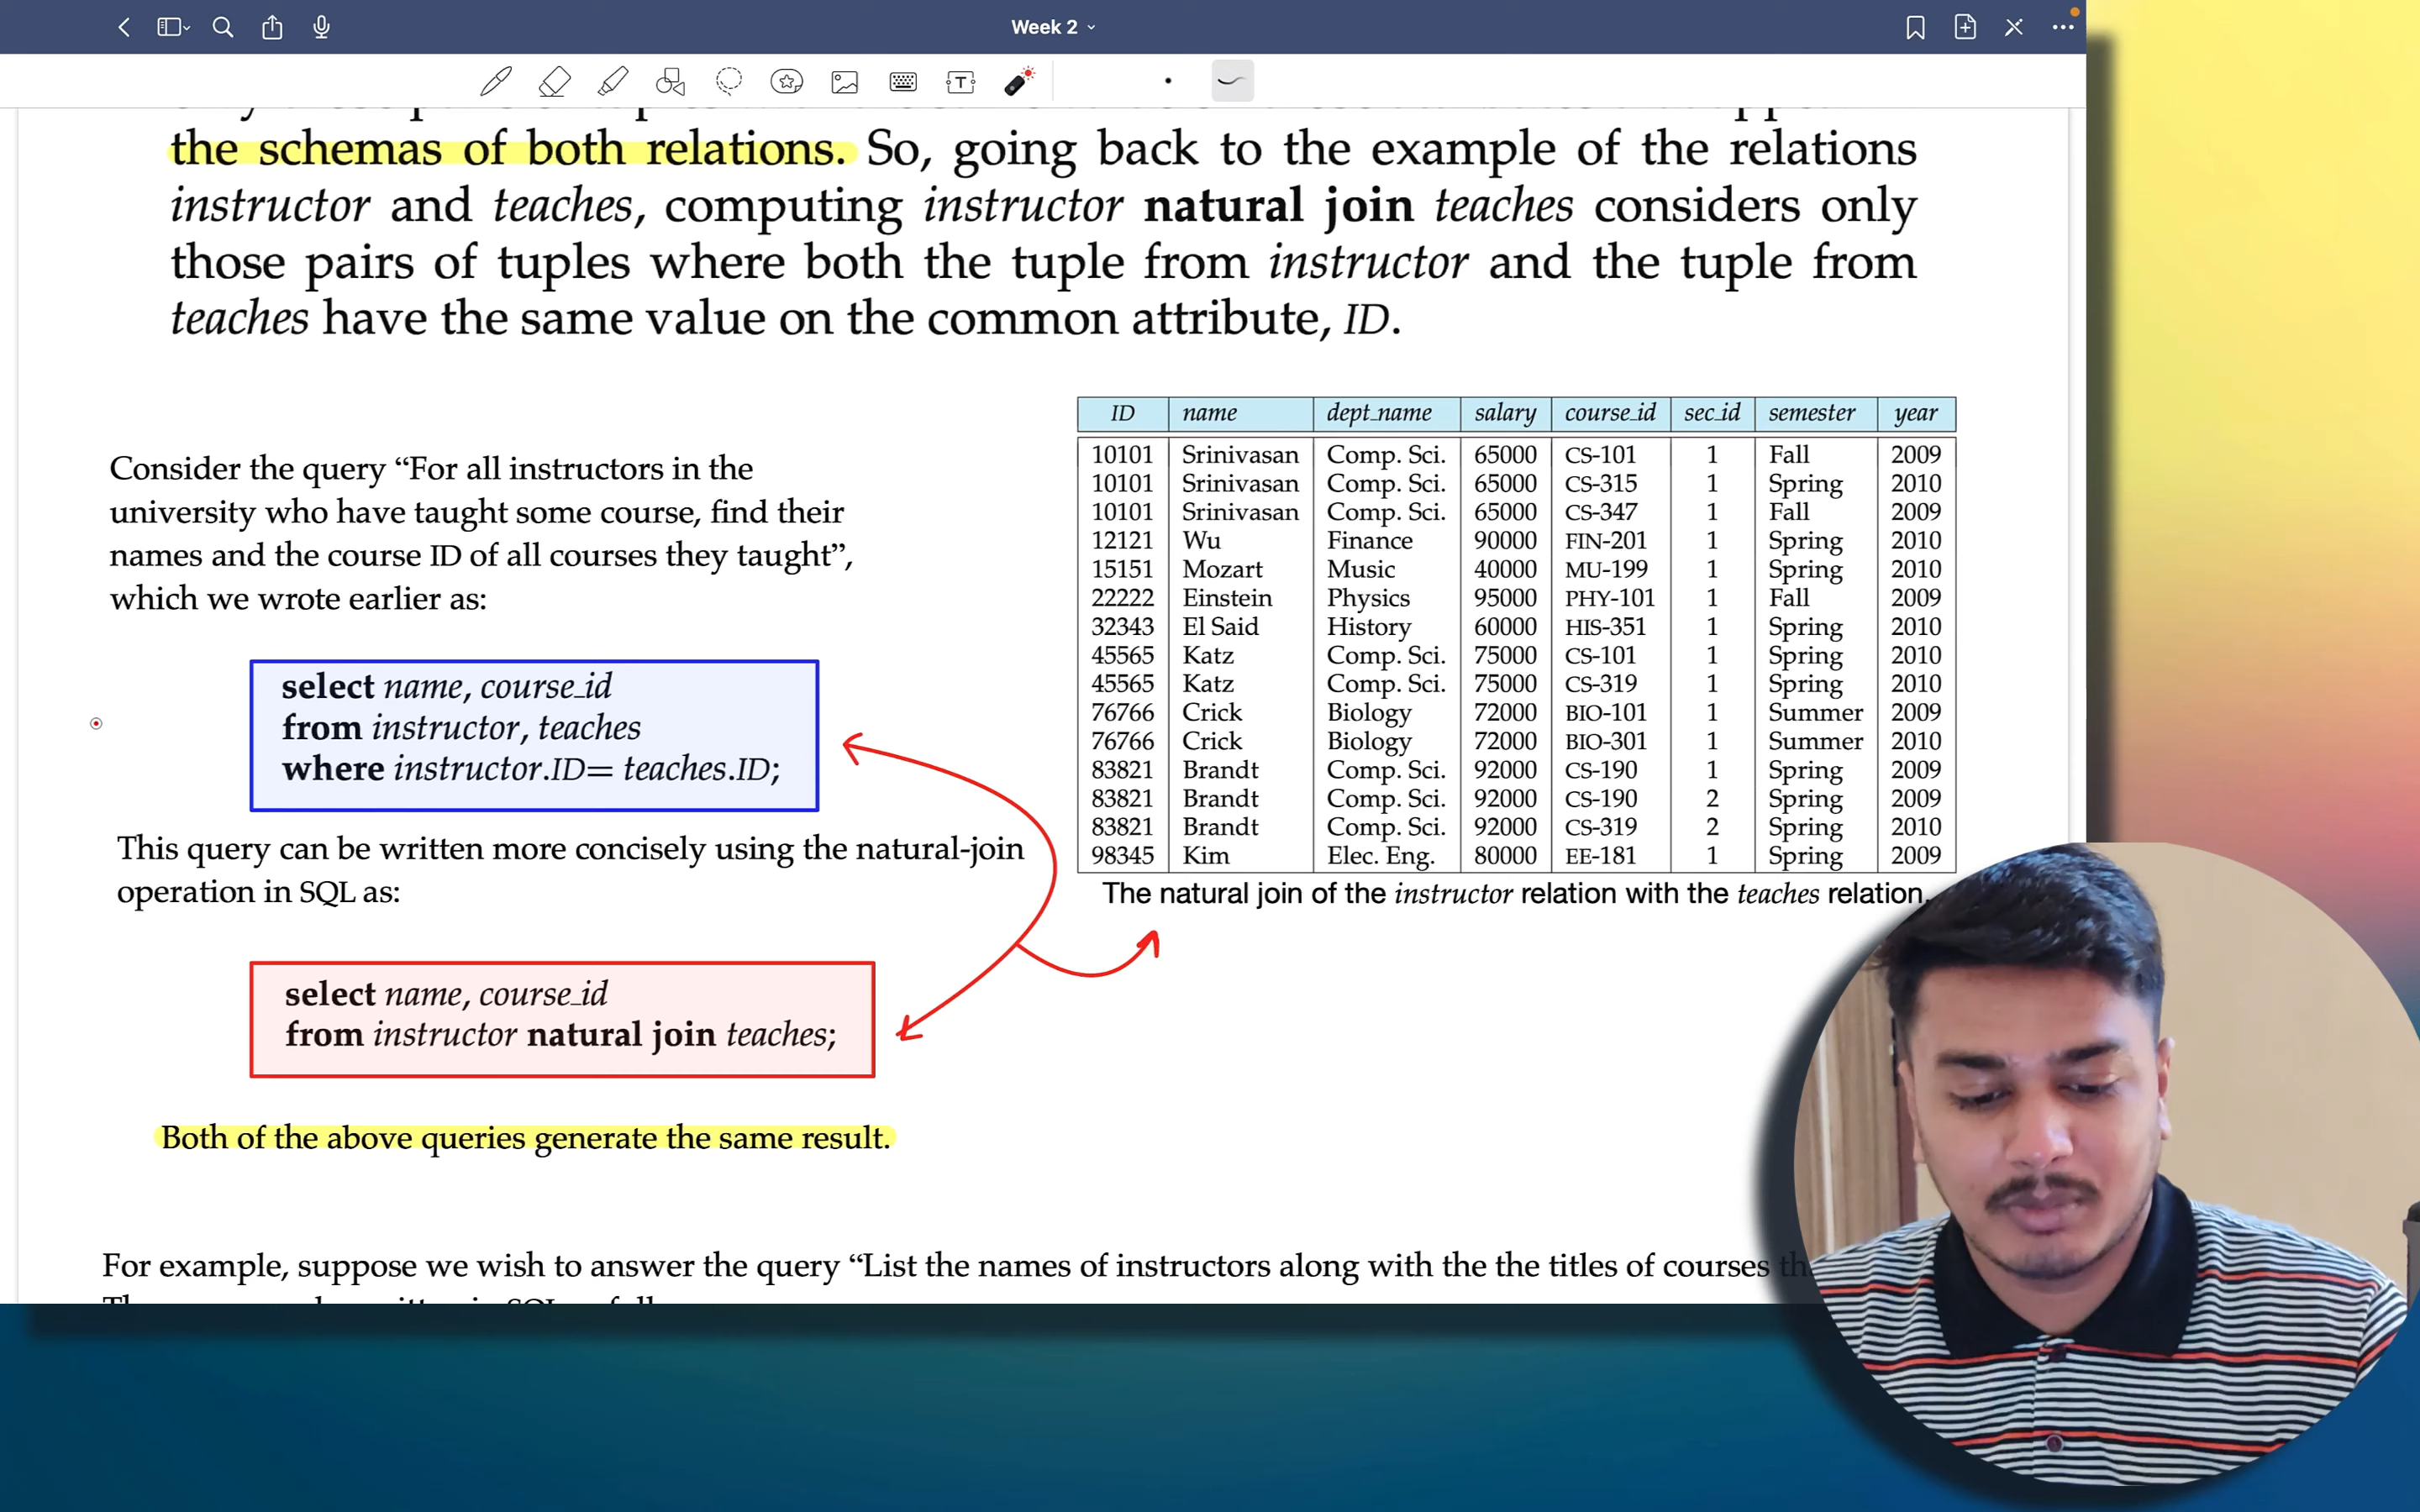 Week 2
the schemas of both relations. So, going back to the example of the relations
instructor and teaches, computing instructor natural join teaches considers only
those pairs of tuples where both the tuple from instructor and the tuple from
teaches have the same value on the common attribute, ID.
Consider the query “For all instructors in the
university who have taught some course, find their
names and the course ID of all courses they taught”,
which we wrote earlier as:
select name, course_id
from instructor, teaches
where instructor.ID= teaches.ID;
This query can be written more concisely using the natural-join
operation in SQL as:
select name, course_id
from instructor natural join teaches;
Both of the above queries generate the same result.
ID name dept_name salary course_id sec_id semester year
10101 Srinivasan Comp. Sci. 65000 CS-101 1 Fall 2009
10101 Srinivasan Comp. Sci. 65000 CS-315 1 Spring 2010
10101 Srinivasan Comp. Sci. 65000 CS-347 1 Fall 2009
12121 Wu Finance 90000 FIN-201 1 Spring 2010
15151 Mozart Music 40000 MU-199 1 Spring 2010
22222 Einstein Physics 95000 PHY-101 1 Fall 2009
32343 El Said History 60000 HIS-351 1 Spring 2010
45565 Katz Comp. Sci. 75000 CS-101 1 Spring 2010
45565 Katz Comp. Sci. 75000 CS-319 1 Spring 2010
76766 Crick Biology 72000 BIO-101 1 Summer 2009
76766 Crick Biology 72000 BIO-301 1 Summer 2010
83821 Brandt Comp. Sci. 92000 CS-190 1 Spring 2009
83821 Brandt Comp. Sci. 92000 CS-190 2 Spring 2009
83821 Brandt Comp. Sci. 92000 CS-319 2 Spring 2010
98345 Kim Elec. Eng. 80000 EE-181 1 Spring 2009
The natural join of the instructor relation with the teaches relation.
For example, suppose we wish to answer the query “List the names of instructors along with the the titles of courses